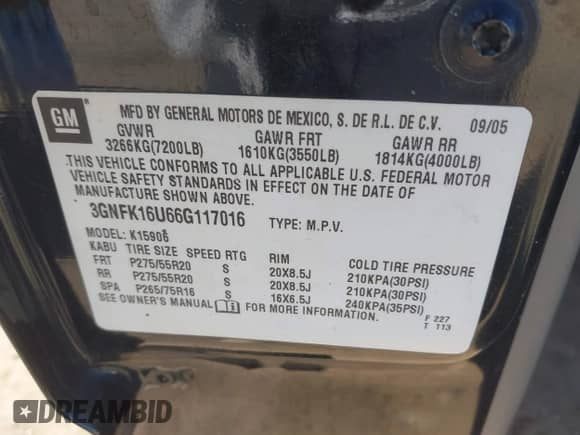 GM
MFD BY GENERAL MOTORS DE MEXICO, S. DE R.L. DE C.V. 09/05
GVWR GAWR FRT GAWR RR
3266KG(7200LB) 1610KG(3550LB) 1814KG(4000LB)
THIS VEHICLE CONFORMS TO ALL APPLICABLE U.S. FEDERAL MOTOR
VEHICLE SAFETY STANDARDS IN EFFECT ON THE DATE OF
MANUFACTURE SHOWN ABOVE.
3GNFK16U66G117016 TYPE: M.P.V.
MODEL: K15906
KABU TIRE SIZE SPEED RTG RIM COLD TIRE PRESSURE
FRT P275/55R20 S 20X8.5J 210KPA(30PSI)
RR P275/55R20 S 20X8.5J 210KPA(30PSI)
SPA P265/75R16 S 16X6.5J 240KPA(35PSI)
SEE OWNER'S MANUAL FOR MORE INFORMATION. F 227
T 113
DREAMBID